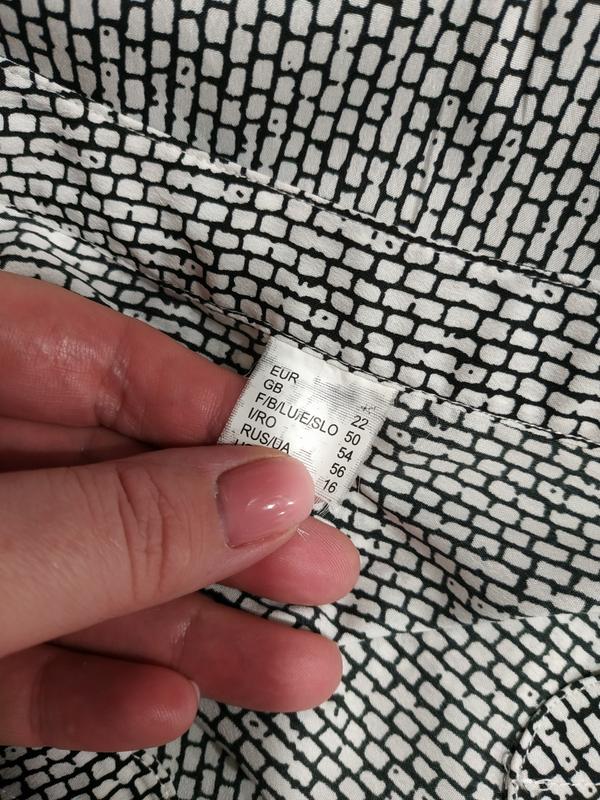 EUR
GB 22
F/B/LU/E/SLO 50
I/RO 54
RUS/UA 56
16